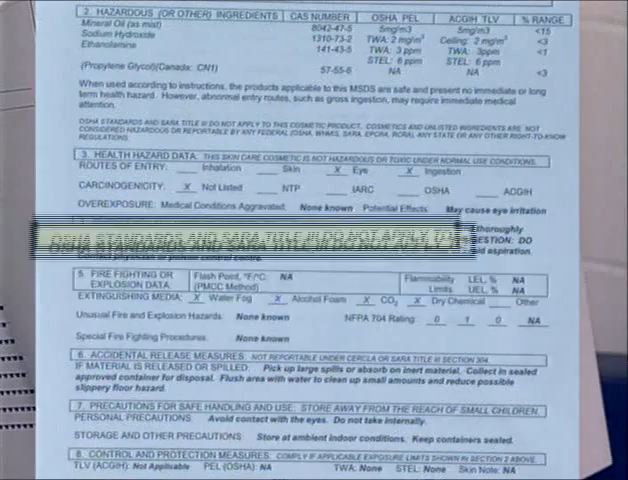 2. HAZARDOUS (OR OTHER) INGREDIENTS CAS NUMBER OSHA PEL ACGIH TLV % RANGE
Mineral Oil (as mist) 8042-47-5 5mg/m³ 5mg/m³ <15
Sodium Hydroxide 1310-73-2 TWA: 2 mg/m³ Ceiling: 2 mg/m³ <3
Ethanolamine 141-43-5 TWA: 3 ppm TWA: 3ppm <1
STEL: 6 ppm STEL: 6 ppm
(Propylene Glycol)(Canada: CN1) 57-55-6 NA NA <3
When used according to instructions, the products applicable to this MSDS are safe and present no immediate or long
term health hazard. However, abnormal entry routes, such as gross ingestion, may require immediate medical
attention.
OSHA STANDARDS AND SARA TITLE III DO NOT APPLY TO THIS COSMETIC PRODUCT. COSMETICS AND UNLISTED INGREDIENTS ARE NOT
CONSIDERED HAZARDOUS OR REPORTABLE BY ANY FEDERAL (OSHA, WHMIS, SARA, EPCRA, RCRA), ANY STATE OR ANY OTHER RIGHT-TO-KNOW
REGULATIONS.
3. HEALTH HAZARD DATA: THIS SKIN CARE COSMETIC IS NOT HAZARDOUS OR TOXIC UNDER NORMAL USE CONDITIONS.
ROUTES OF ENTRY: Inhalation Skin X Eye X Ingestion
CARCINOGENICITY: X Not Listed NTP IARC OSHA ACGIH
OVEREXPOSURE: Medical Conditions Aggravated: None known Potential Effects: May cause eye irritation
thoroughly
OSHA STANDARDS AND SARA TITLE III DO NOT APPLY TO
GESTION: DO
aspiration.
Contact physician or poison control centre.
5. FIRE FIGHTING OR Flash Point, °F/°C: NA Flammability LEL, % NA
EXPLOSION DATA: (PMCC Method) Limits: UEL, % NA
EXTINGUISHING MEDIA: X Water Fog X Alcohol Foam X CO₂ X Dry Chemical Other
Unusual Fire and Explosion Hazards: None known NFPA 704 Rating: 0 1 0 NA
Special Fire Fighting Procedures: None known
6. ACCIDENTAL RELEASE MEASURES: NOT REPORTABLE UNDER CERCLA OR SARA TITLE III SECTION 304.
IF MATERIAL IS RELEASED OR SPILLED: Pick up large spills or absorb on inert material. Collect in sealed
approved container for disposal. Flush area with water to clean up small amounts and reduce possible
slippery floor hazard.
7. PRECAUTIONS FOR SAFE HANDLING AND USE: STORE AWAY FROM THE REACH OF SMALL CHILDREN.
PERSONAL PRECAUTIONS: Avoid contact with the eyes. Do not take internally.
STORAGE AND OTHER PRECAUTIONS: Store at ambient indoor conditions. Keep containers sealed.
8. CONTROL AND PROTECTION MEASURES: COMPLY IF APPLICABLE EXPOSURE LIMITS SHOWN IN SECTION 2 ABOVE.
TLV (ACGIH): Not Applicable PEL (OSHA): NA TWA: None STEL: None Skin Note: NA